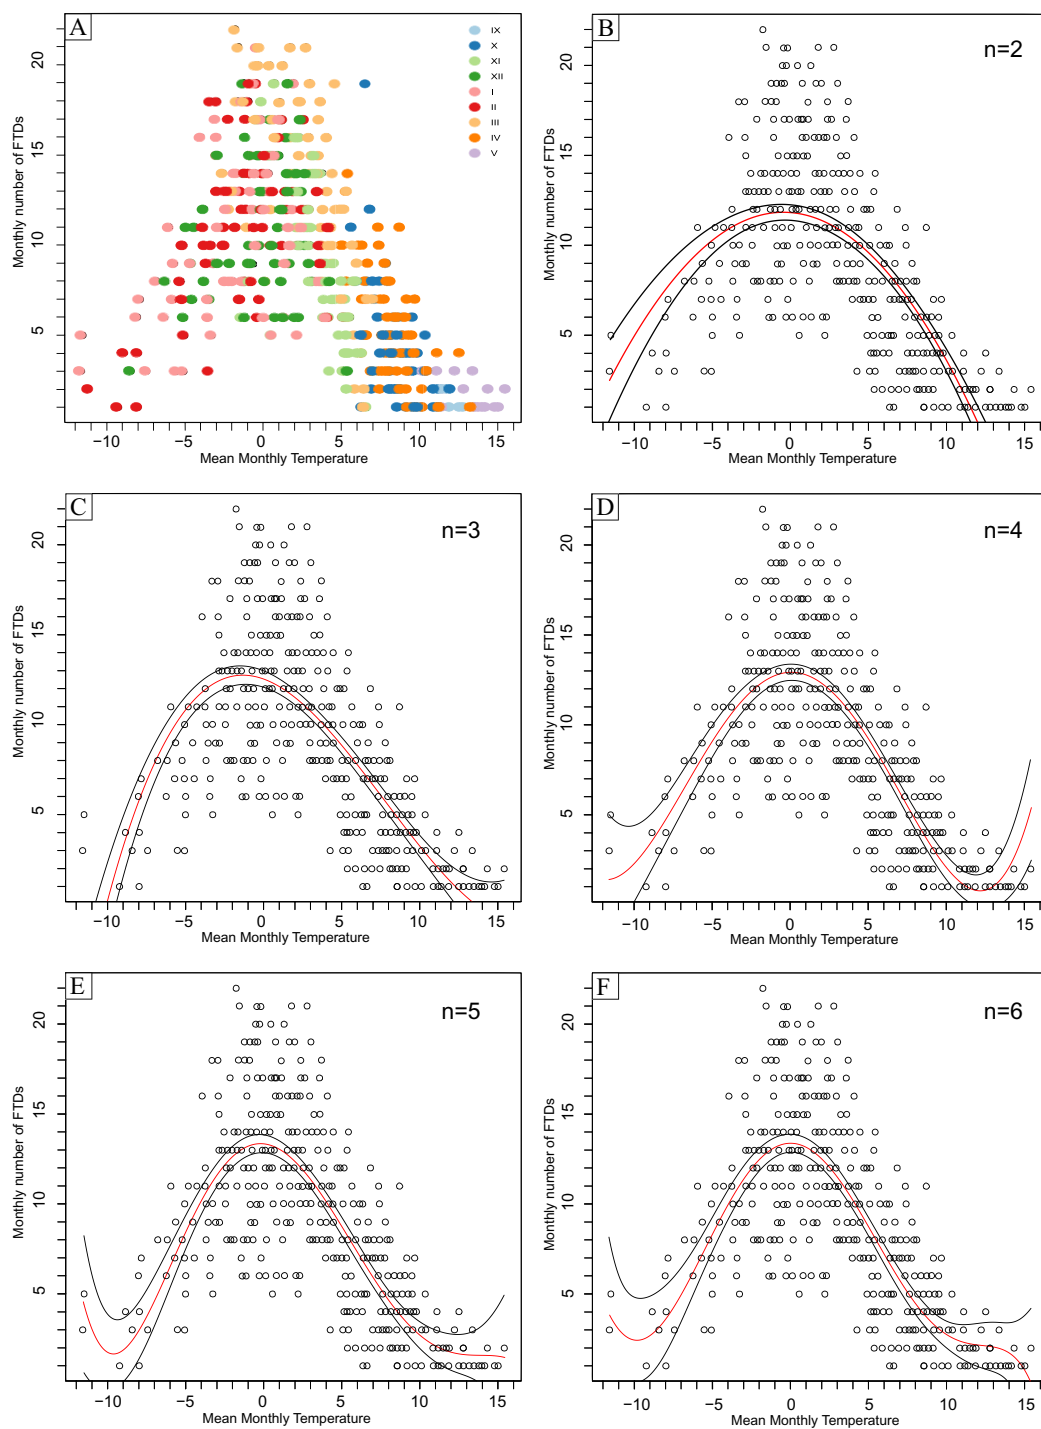 A
IX
X
XI
XII
I
II
III
IV
V
Monthly number of FTDs
5 10 15 20
−10 −5 0 5 10 15
Mean Monthly Temperature
B
n=2
Monthly number of FTDs
5 10 15 20
−10 −5 0 5 10 15
Mean Monthly Temperature
C
n=3
Monthly number of FTDs
5 10 15 20
−10 −5 0 5 10 15
Mean Monthly Temperature
D
n=4
Monthly number of FTDs
5 10 15 20
−10 −5 0 5 10 15
Mean Monthly Temperature
E
n=5
Monthly number of FTDs
5 10 15 20
−10 −5 0 5 10 15
Mean Monthly Temperature
F
n=6
Monthly number of FTDs
5 10 15 20
−10 −5 0 5 10 15
Mean Monthly Temperature